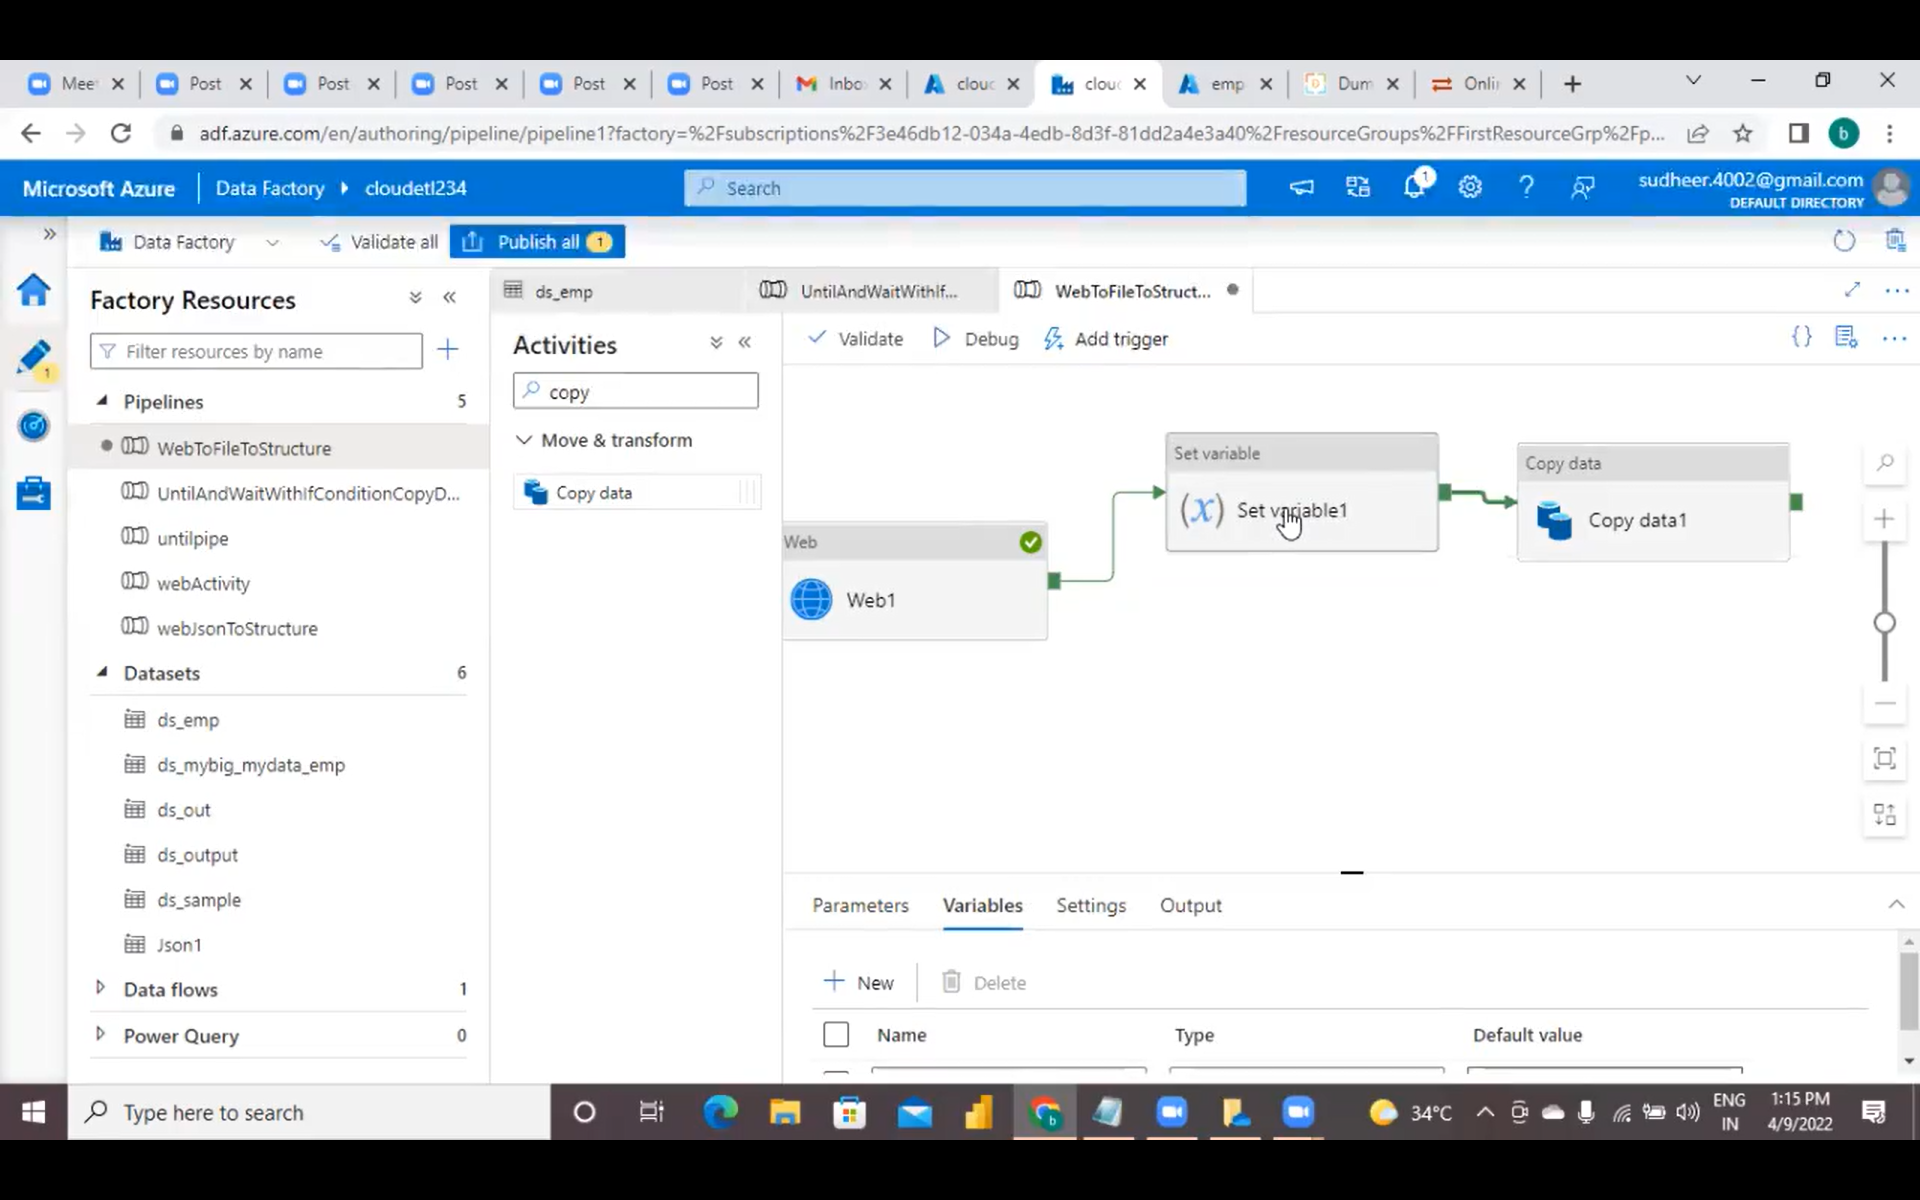 Mee
Post
Post
Post
Post
Post
Inbo
clouc
clouc
emp
Dum
Onlir
adf.azure.com/en/authoring/pipeline/pipeline1?factory=%2Fsubscriptions%2F3e46db12-034a-4edb-8d3f-81dd2a4e3a40%2FresourceGroups%2FFirstResourceGrp%2Fp...
b
Microsoft Azure
Data Factory
cloudetl234
Search
1
sudheer.4002@gmail.com
DEFAULT DIRECTORY
Data Factory
Validate all
Publish all 1
Factory Resources
ds_emp
UntilAndWaitWithIf...
WebToFileToStruct...
Filter resources by name
Activities
Validate
Debug
Add trigger
1
copy
Pipelines 5
Move & transform
Copy data
WebToFileToStructure
UntilAndWaitWithIfConditionCopyD...
untilpipe
webActivity
webJsonToStructure
Datasets 6
ds_emp
ds_mybig_mydata_emp
ds_out
ds_output
ds_sample
Json1
Data flows 1
Power Query 0
Web
Web1
Set variable
(x) Set variable1
Copy data
Copy data1
Parameters
Variables
Settings
Output
New
Delete
Name
Type
Default value
Type here to search
b
34°C
ENG
IN
1:15 PM
4/9/2022